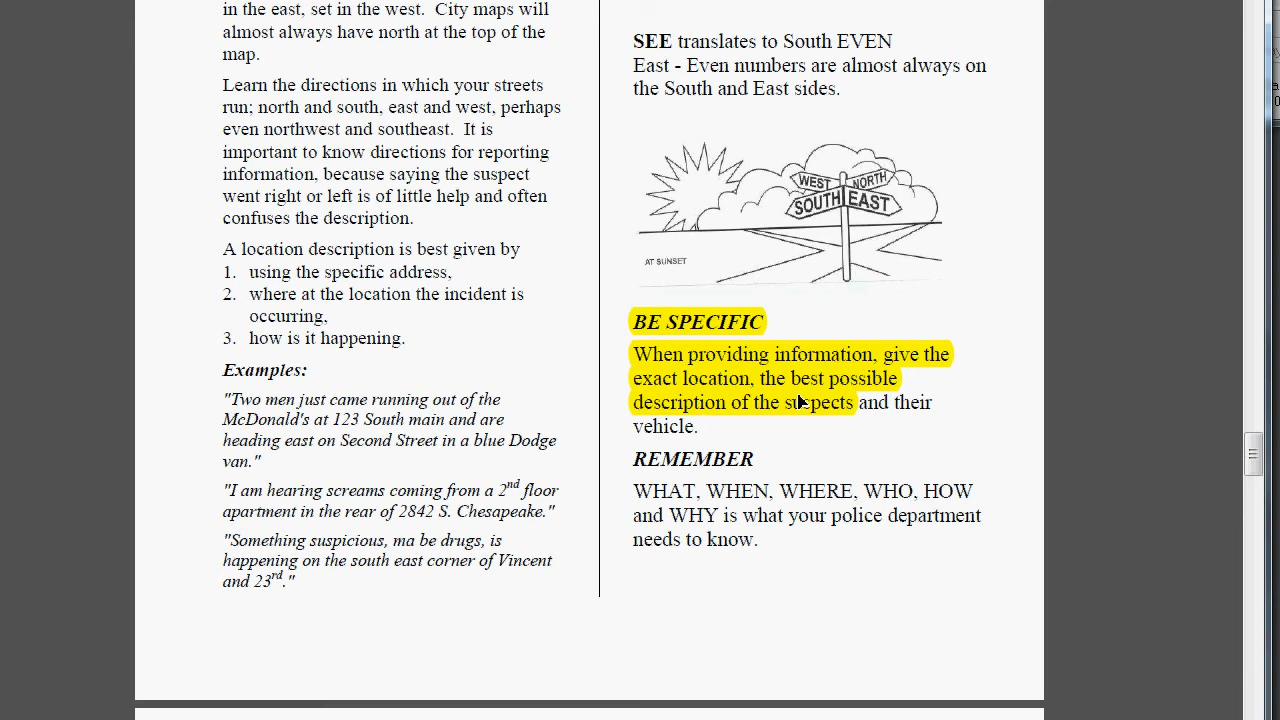 in the east, set in the west.  City maps will
almost always have north at the top of the
map.
Learn the directions in which your streets
run; north and south, east and west, perhaps
even northwest and southeast.  It is
important to know directions for reporting
information, because saying the suspect
went right or left is of little help and often
confuses the description.
A location description is best given by
1.   using the specific address,
2.   where at the location the incident is
occurring,
3.   how is it happening.
Examples:
"Two men just came running out of the
McDonald's at 123 South main and are
heading east on Second Street in a blue Dodge
van."
"I am hearing screams coming from a 2nd floor
apartment in the rear of 2842 S. Chesapeake."
"Something suspicious, ma be drugs, is
happening on the south east corner of Vincent
and 23rd."
SEE translates to South EVEN
East - Even numbers are almost always on
the South and East sides.
WEST NORTH
SOUTH EAST
AT SUNSET
BE SPECIFIC
When providing information, give the
exact location, the best possible
description of the suspects and their
vehicle.
REMEMBER
WHAT, WHEN, WHERE, WHO, HOW
and WHY is what your police department
needs to know.